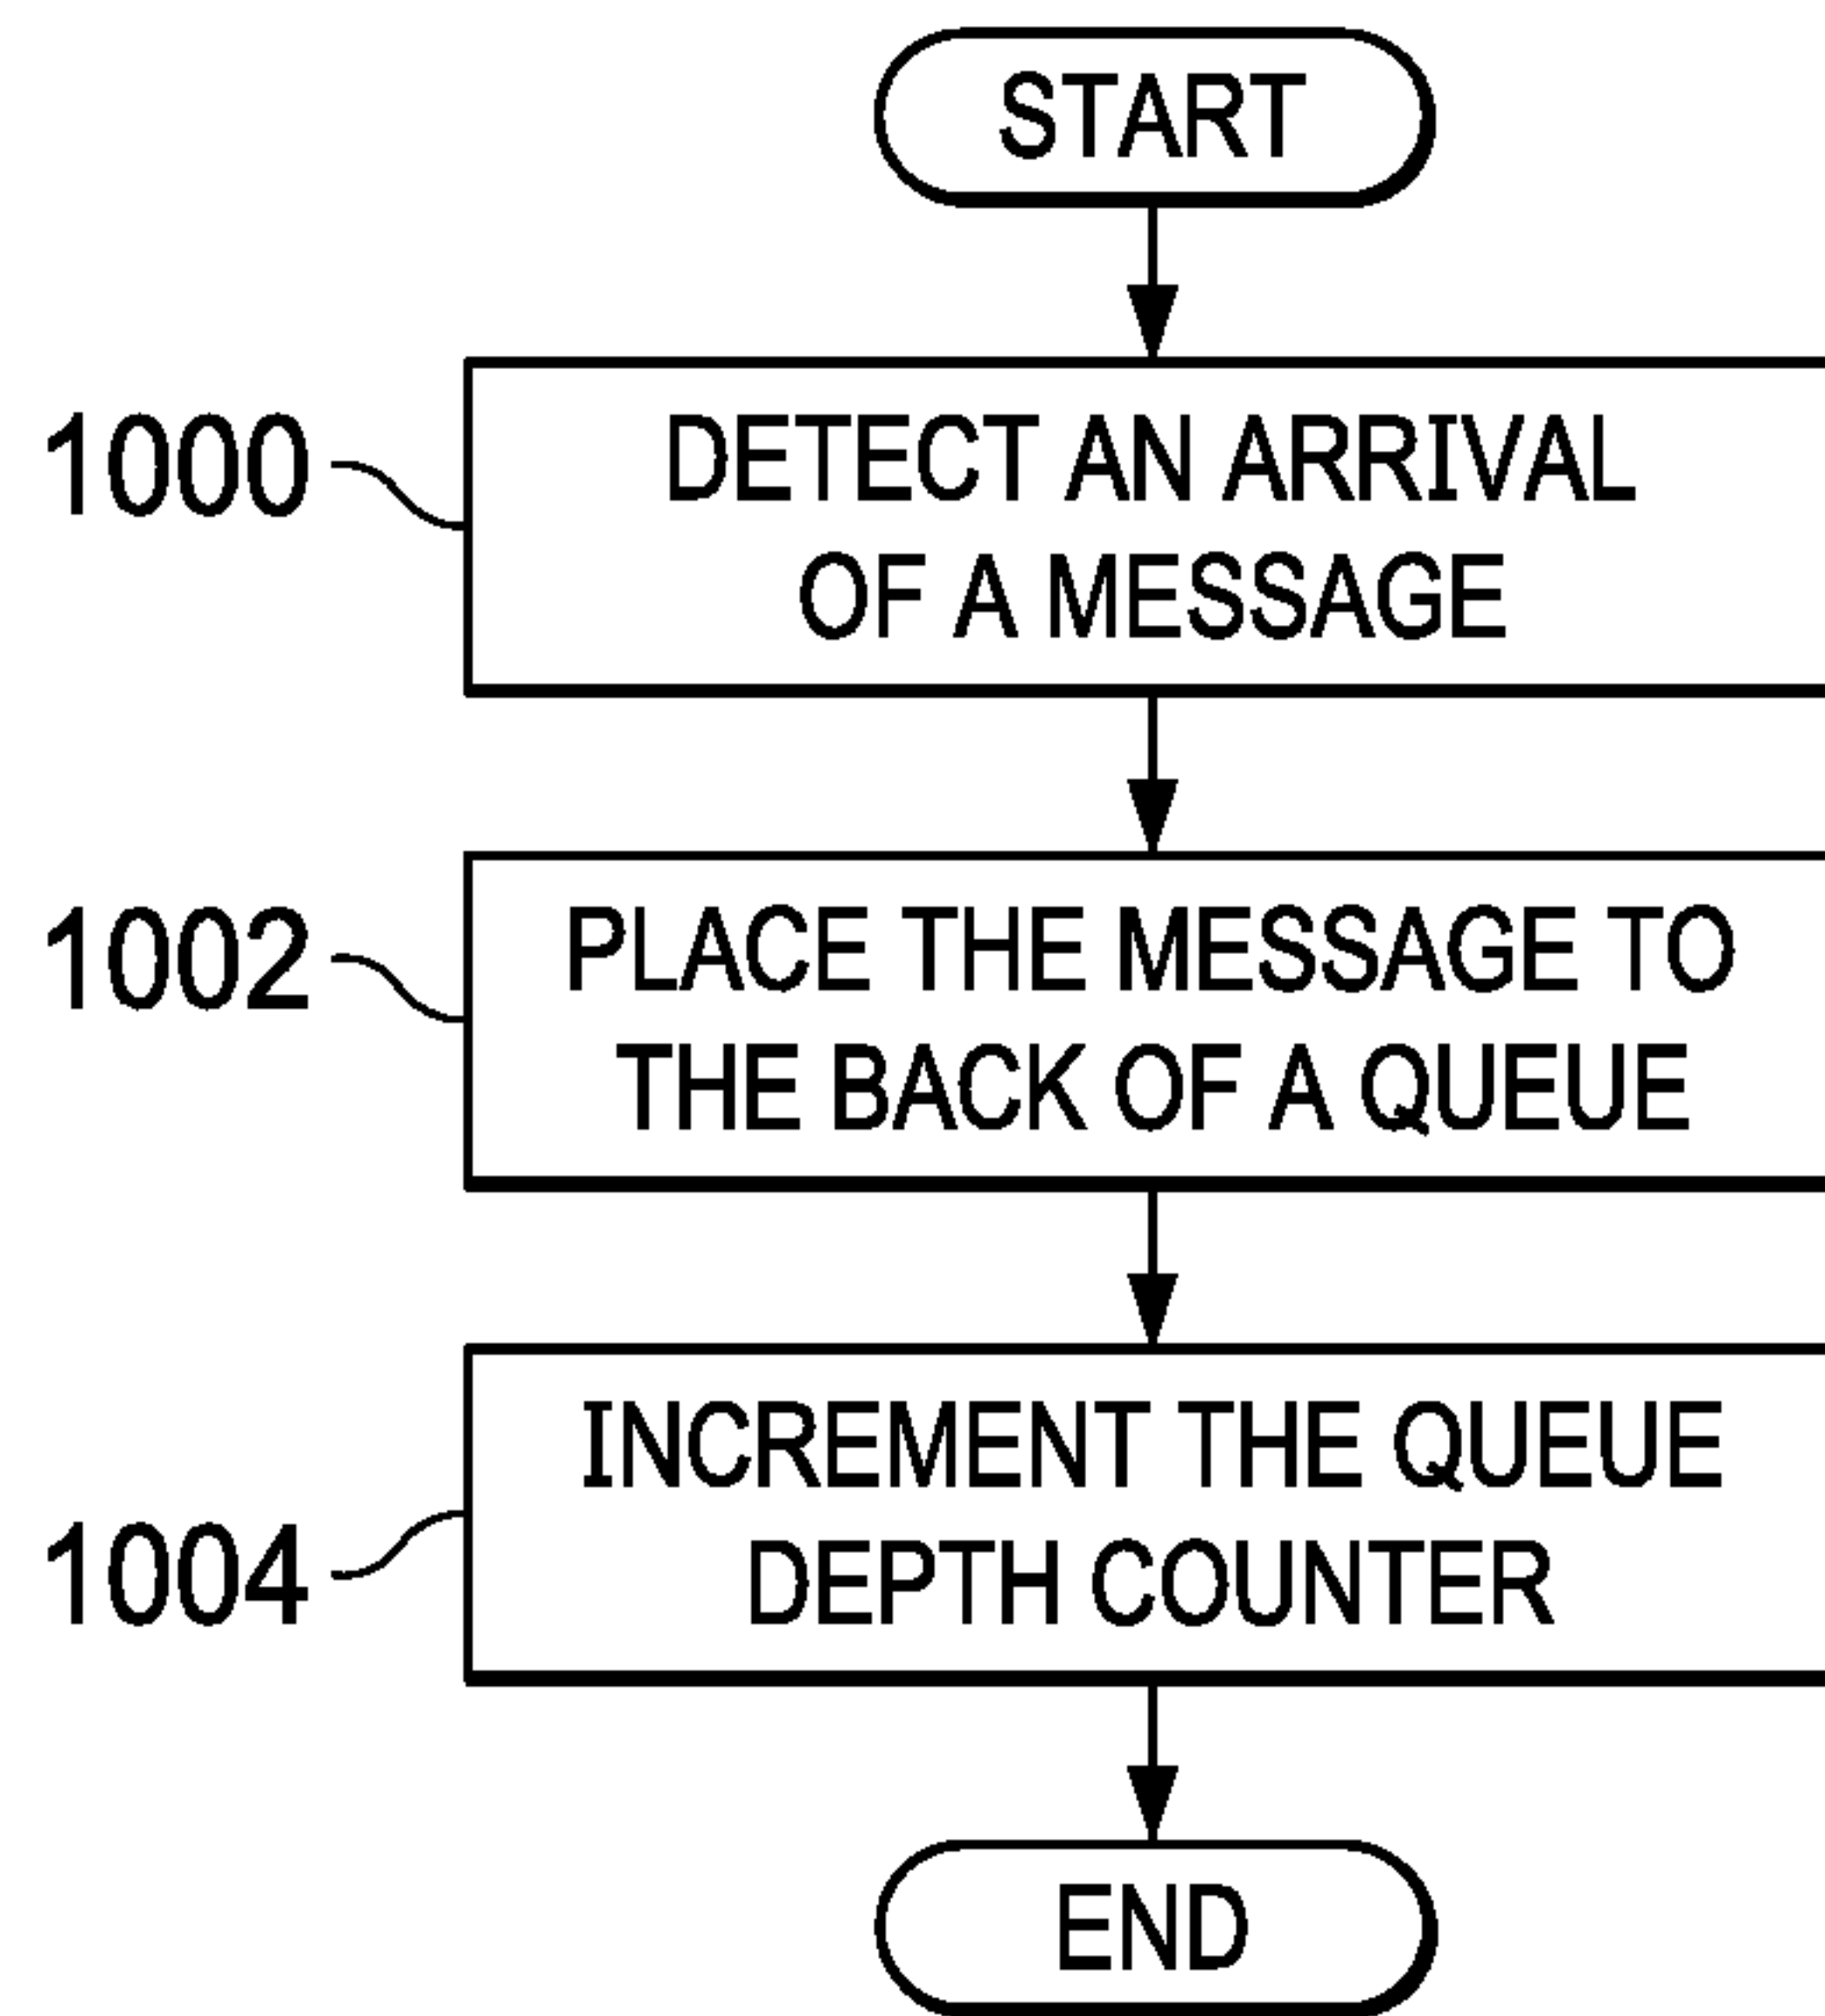 START
1000
DETECT AN ARRIVAL
OF A MESSAGE
1002
PLACE THE MESSAGE TO
THE BACK OF A QUEUE
1004
INCREMENT THE QUEUE
DEPTH COUNTER
END